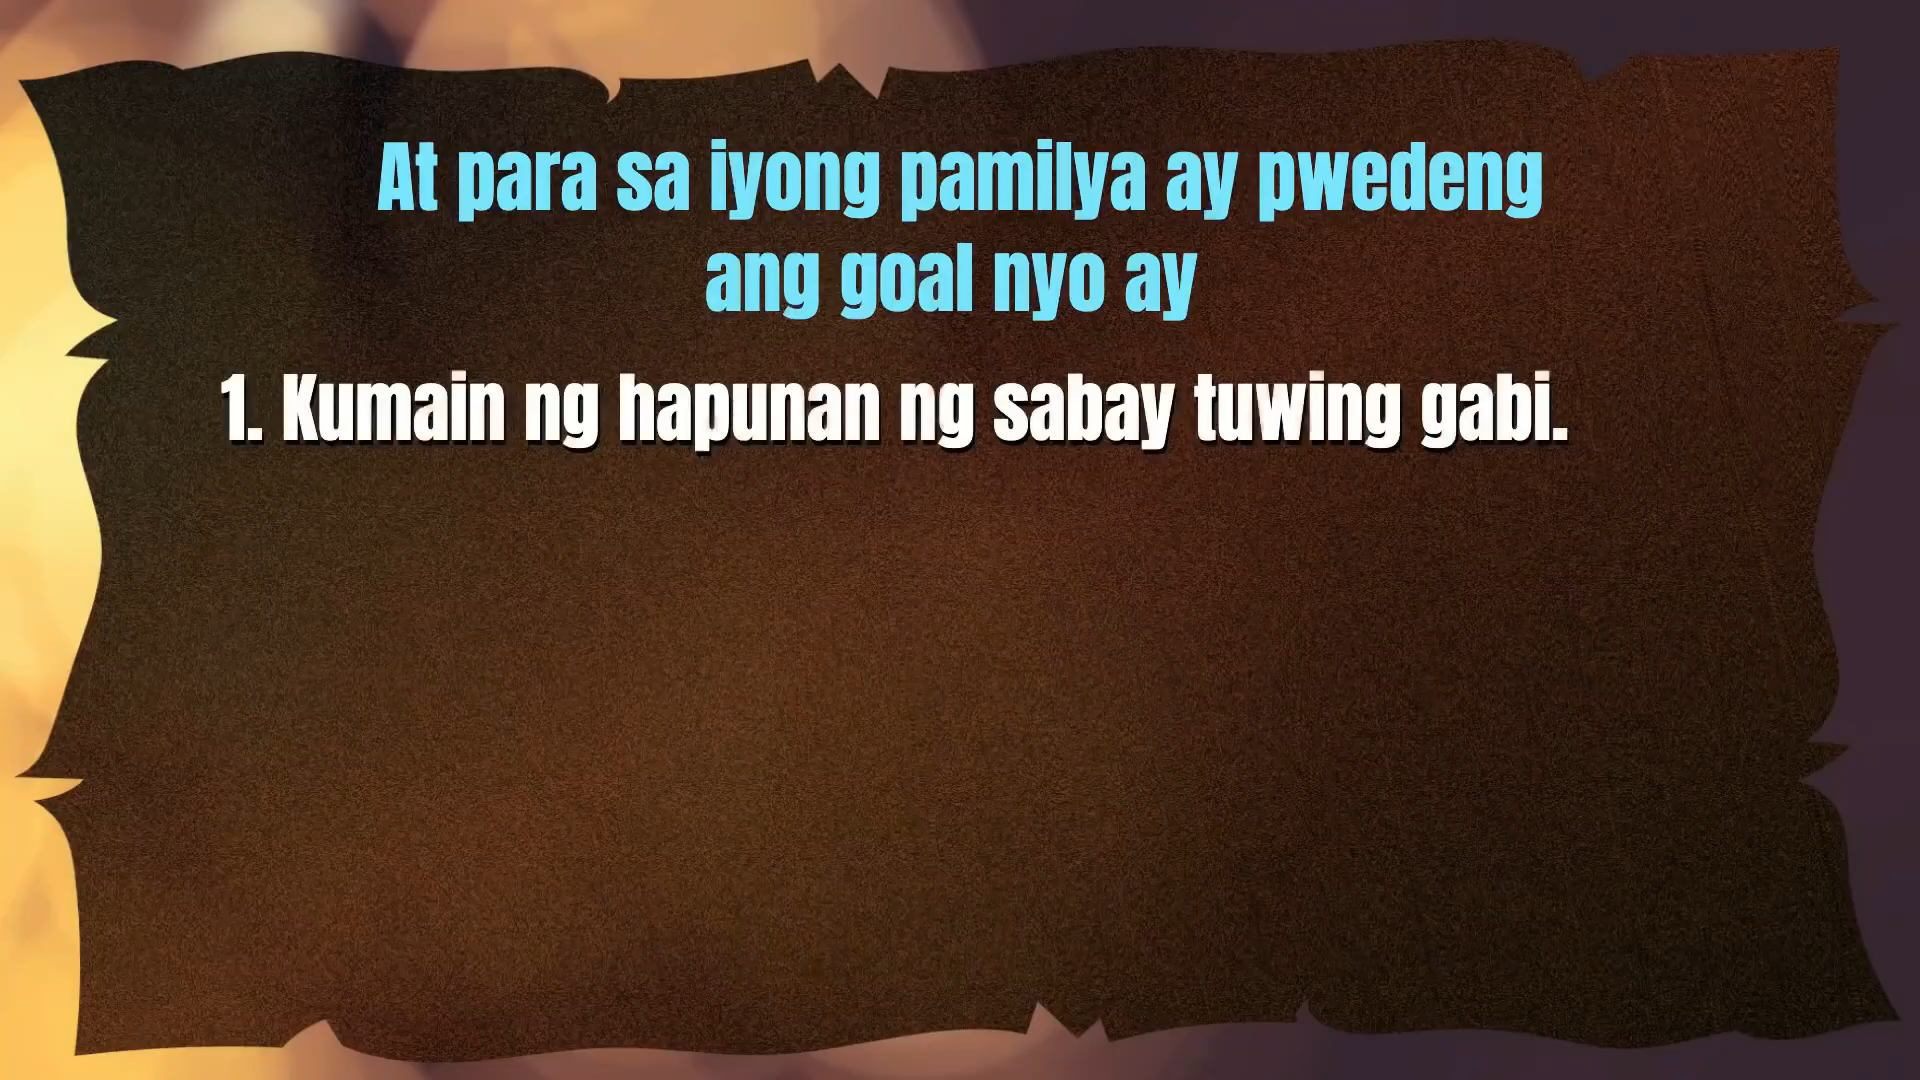 At para sa iyong pamilya ay pwedeng
ang goal nyo ay
1. Kumain ng hapunan ng sabay tuwing gabi.